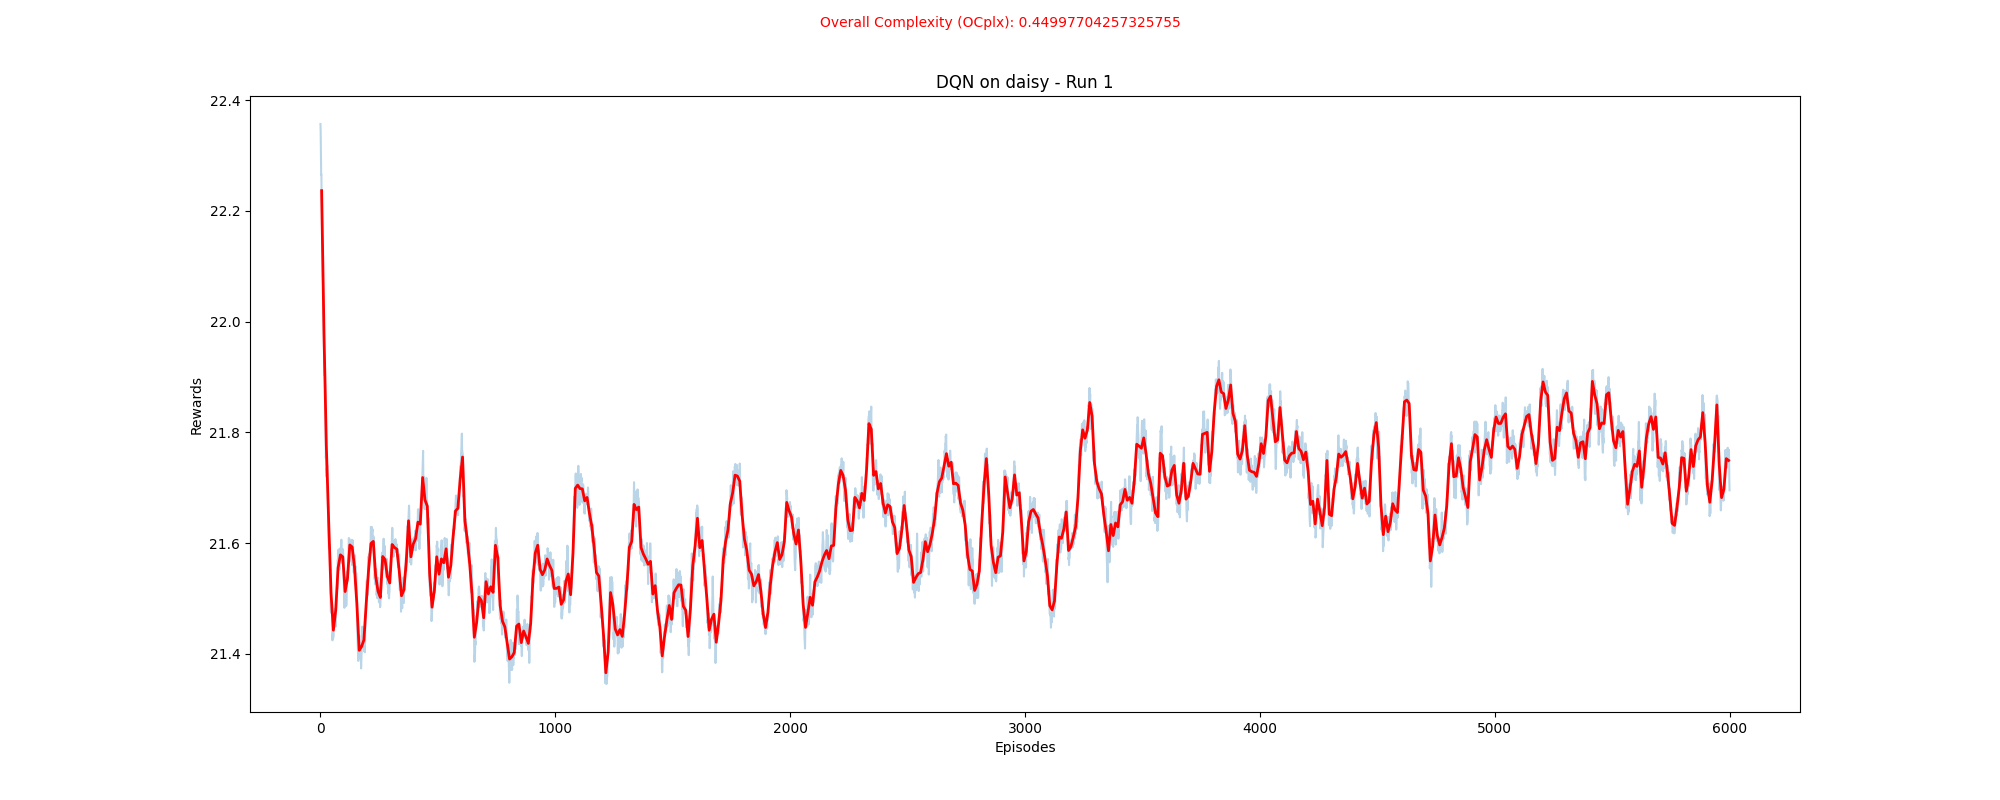 Overall Complexity (OCplx): 0.44997704257325755
DQN on daisy - Run 1
22.4
22.2
22.0
21.8
21.6
21.4
Rewards
0 1000 2000 3000 4000 5000 6000
Episodes